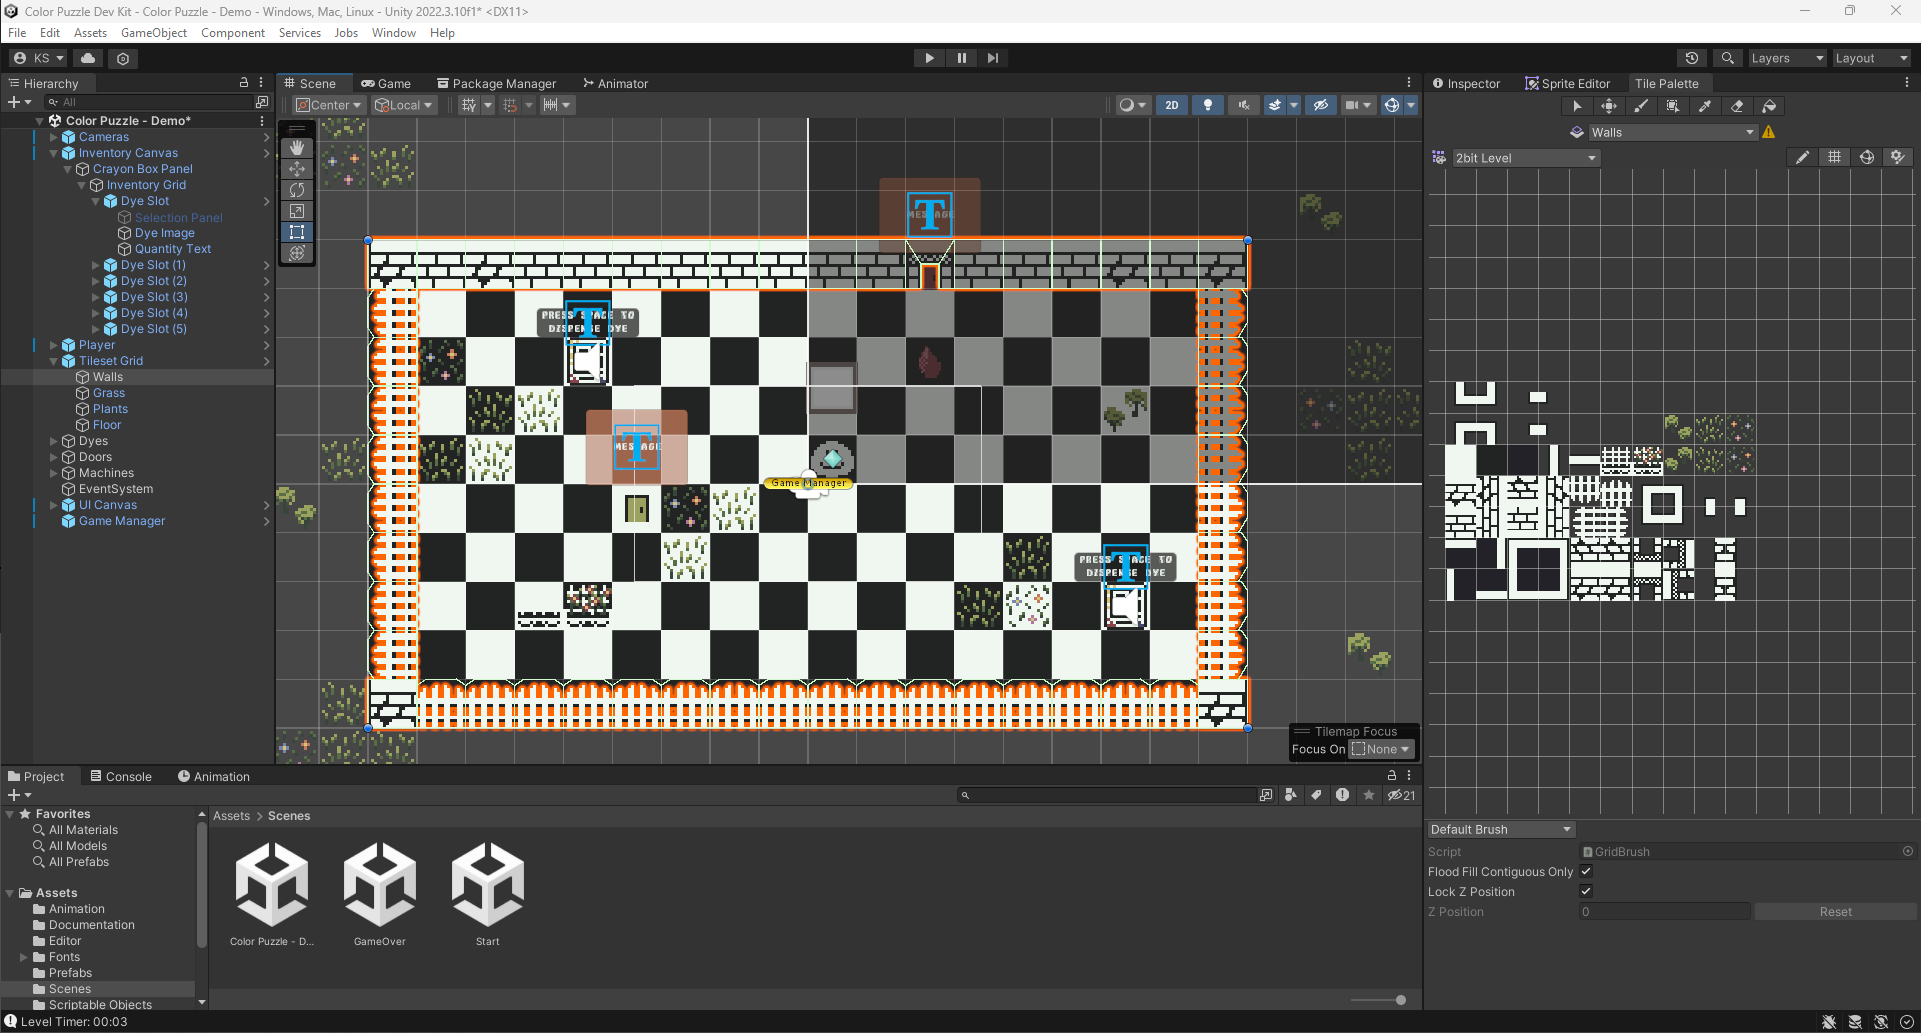 Color Puzzle Dev Kit - Color Puzzle - Demo - Windows, Mac, Linux - Unity 2022.3.10f1* <DX11>
File Edit Assets GameObject Component Services Jobs Window Help
KS
Layers
Layout
Hierarchy
All
Color Puzzle - Demo*
Cameras
Inventory Canvas
Crayon Box Panel
Inventory Grid
Dye Slot
Selection Panel
Dye Image
Quantity Text
Dye Slot (1)
Dye Slot (2)
Dye Slot (3)
Dye Slot (4)
Dye Slot (5)
Player
Tileset Grid
Walls
Grass
Plants
Floor
Dyes
Doors
Machines
EventSystem
UI Canvas
Game Manager
Scene Game Package Manager Animator
Center Local
2D
MESSAGE
PRESS SPACE TO
DISPENSE DYE
MESSAGE
Game Manager
PRESS SPACE TO
DISPENSE DYE
Tilemap Focus
Focus On None
Inspector Sprite Editor Tile Palette
Walls
2bit Level
Default Brush
Script GridBrush
Flood Fill Contiguous Only
Lock Z Position
Z Position 0 Reset
Project Console Animation
21
Favorites
All Materials
All Models
All Prefabs
Assets
Animation
Documentation
Editor
Fonts
Prefabs
Scenes
Scriptable Objects
Assets > Scenes
Color Puzzle - D...
GameOver
Start
Level Timer: 00:03